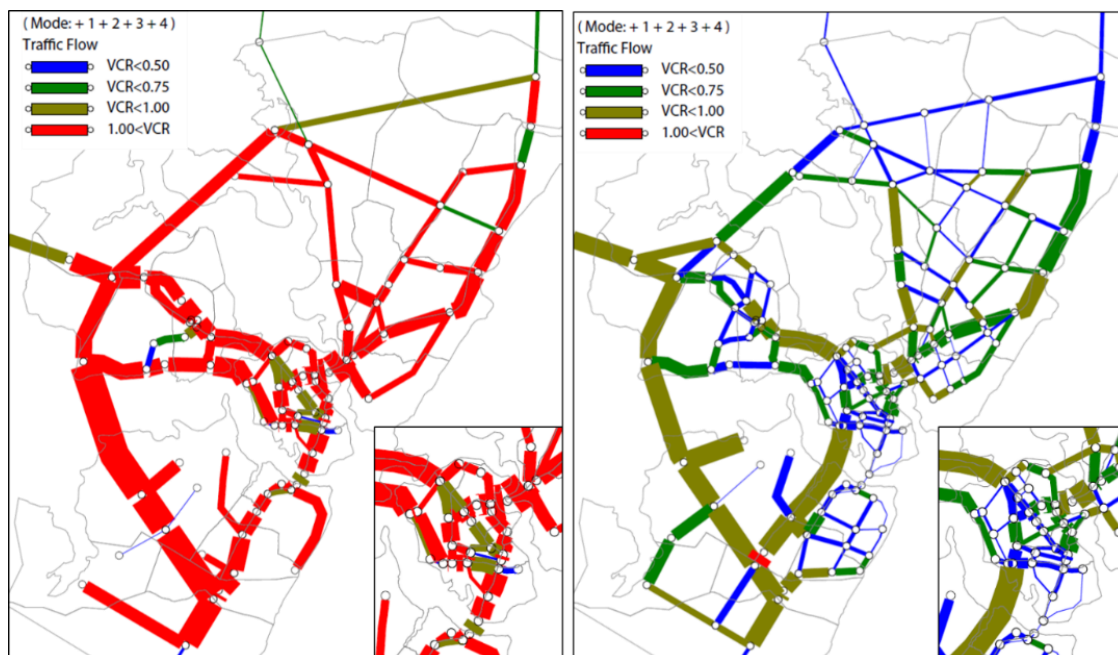 ( Mode: + 1 + 2 + 3 + 4 )
Traffic Flow
VCR<0.50
VCR<0.75
VCR<1.00
1.00<VCR
( Mode: + 1 + 2 + 3 + 4 )
Traffic Flow
VCR<0.50
VCR<0.75
VCR<1.00
1.00<VCR